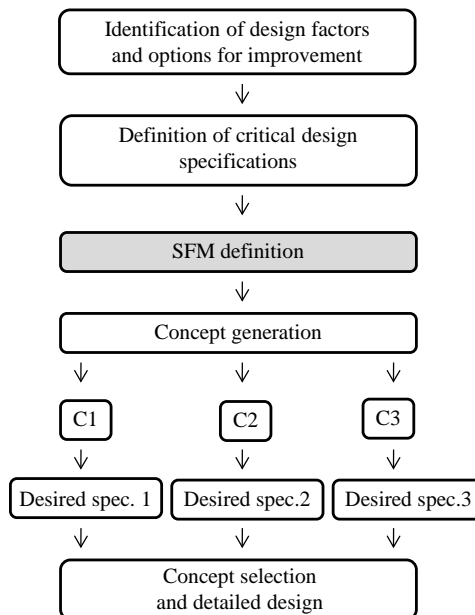 Identification of design factors
and options for improvement
Definition of critical design
specifications
SFM definition
Concept generation
C1
C2
C3
Desired spec. 1
Desired spec.2
Desired spec.3
Concept selection
and detailed design